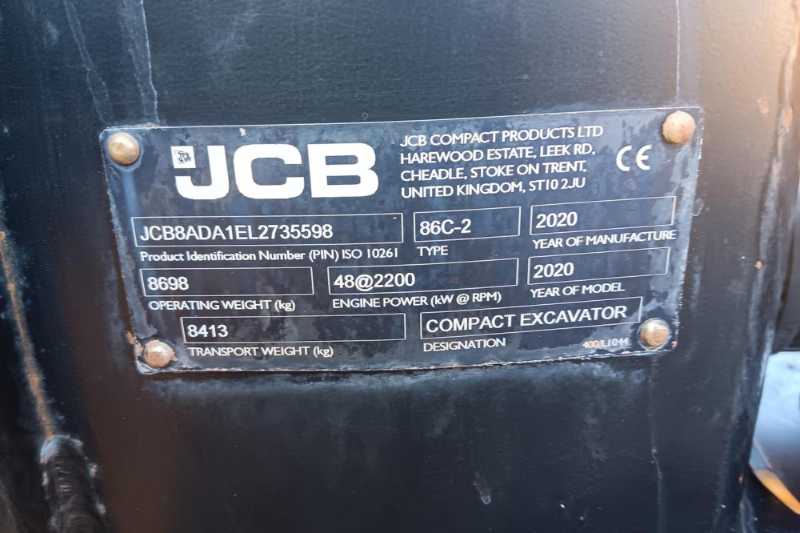 JCB
JCB COMPACT PRODUCTS LTD
HAREWOOD ESTATE, LEEK RD,
CHEADLE, STOKE ON TRENT,
UNITED KINGDOM, ST10 2JU
CE
JCB8ADA1EL2735598
Product Identification Number (PIN) ISO 10261
86C-2
TYPE
2020
YEAR OF MANUFACTURE
8698
OPERATING WEIGHT (kg)
48@2200
ENGINE POWER (kW @ RPM)
2020
YEAR OF MODEL
8413
TRANSPORT WEIGHT (kg)
COMPACT EXCAVATOR
DESIGNATION